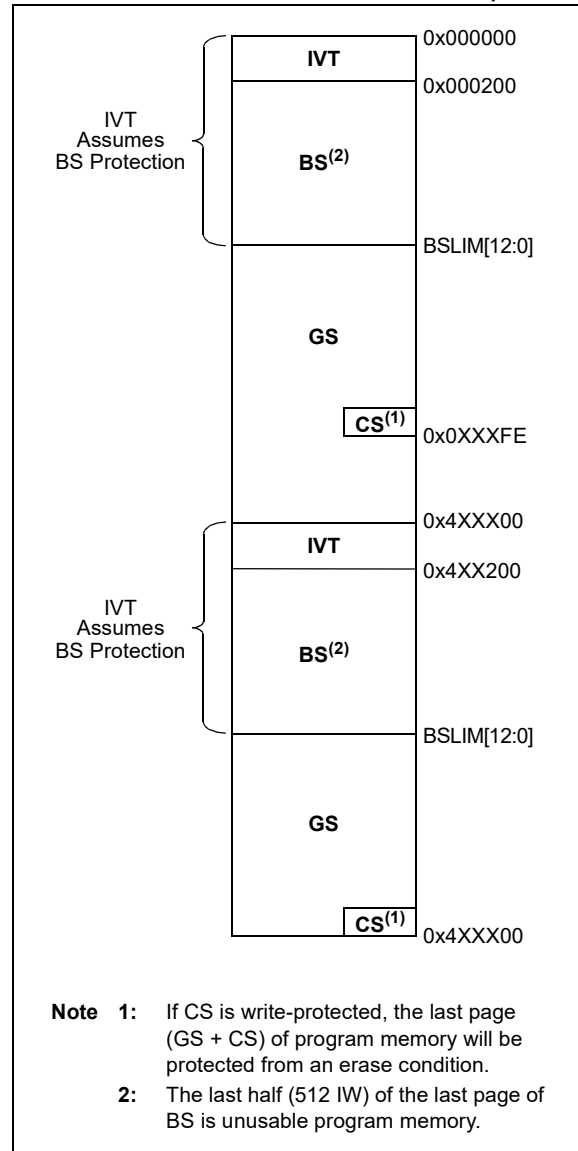 0x000000
IVT
0x000200
IVT
Assumes
BS Protection
BS(2)
BSLIM[12:0]
GS
CS(1)
0x0XXXFE
0x4XXX00
IVT
0x4XX200
IVT
Assumes
BS Protection
BS(2)
BSLIM[12:0]
GS
CS(1)
0x4XXX00
Note 1: If CS is write-protected, the last page
(GS + CS) of program memory will be
protected from an erase condition.
2: The last half (512 IW) of the last page of
BS is unusable program memory.